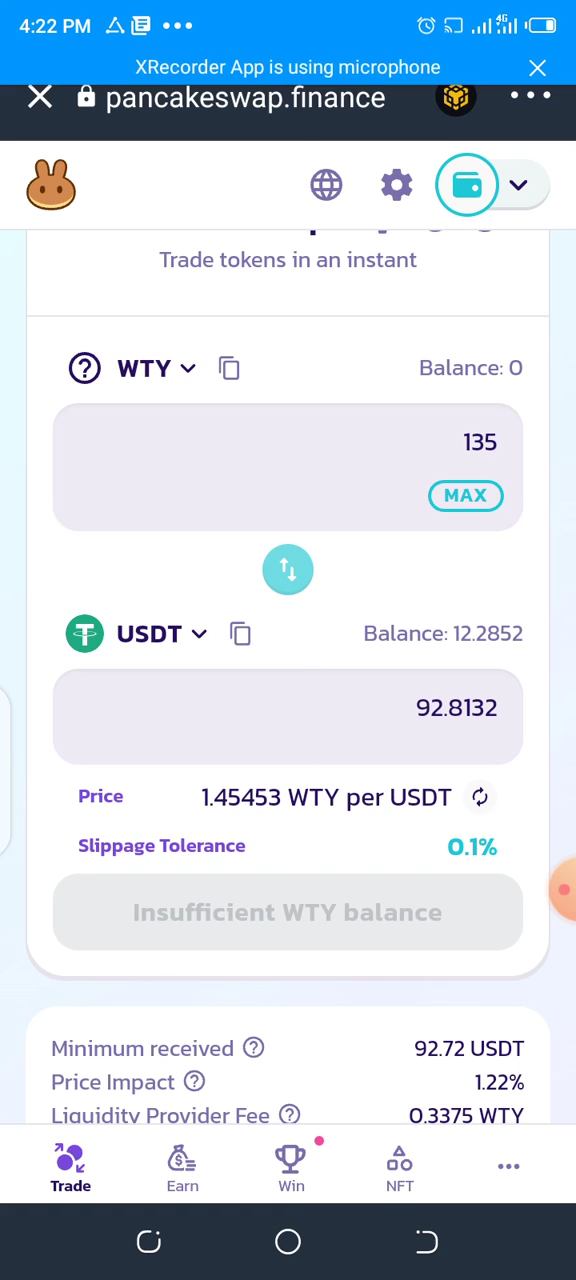 4:22 PM
4G
XRecorder App is using microphone
pancakeswap.finance
Trade tokens in an instant
WTY
Balance: 0
135
MAX
USDT
Balance: 12.2852
92.8132
Price
1.45453 WTY per USDT
Slippage Tolerance
0.1%
Insufficient WTY balance
Minimum received
92.72 USDT
Price Impact
1.22%
Liquidity Provider Fee
0.3375 WTY
Trade
Earn
Win
NFT